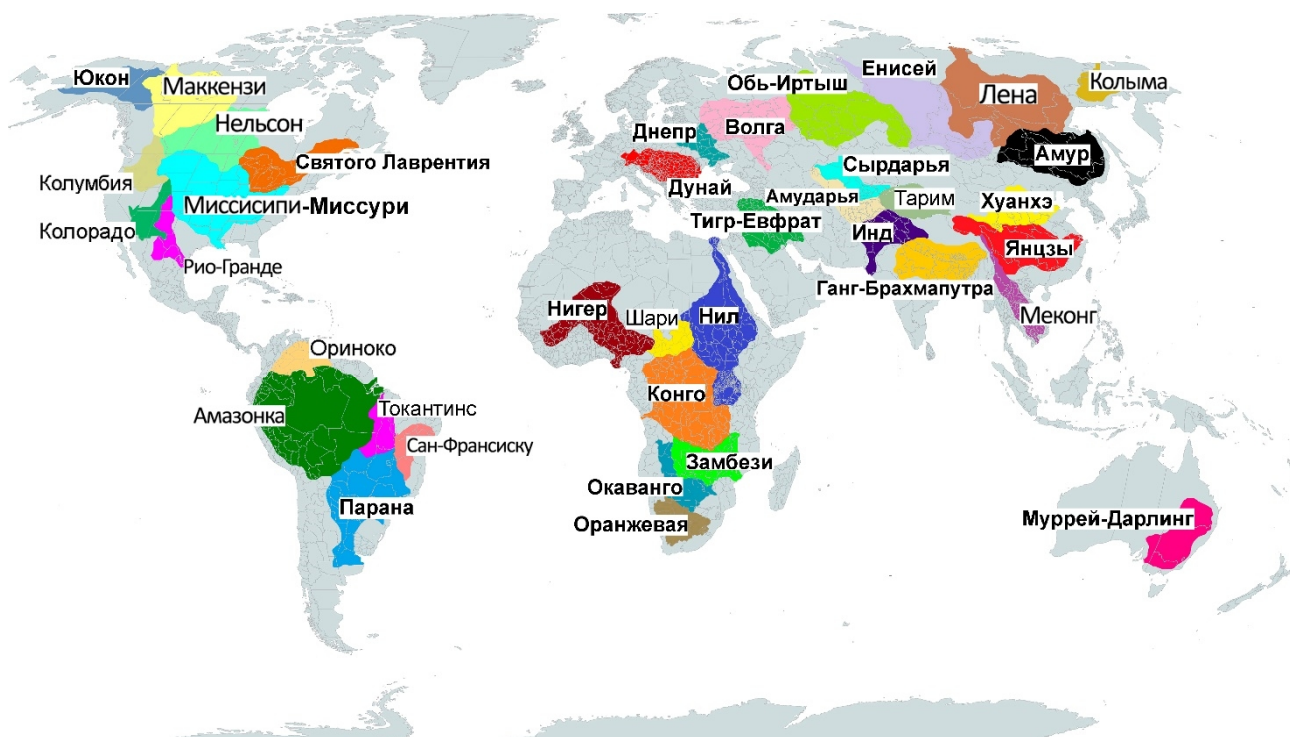 Юкон
Маккензи
Нельсон
Святого Лаврентия
Колумбия
Миссисипи-Миссури
Колорадо
Рио-Гранде
Ориноко
Амазонка
Токантинс
Сан-Франсиску
Парана
Обь-Иртыш
Енисей
Лена
Колыма
Днепр
Волга
Амур
Дунай
Сырдарья
Амударья
Тарим
Хуанхэ
Тигр-Евфрат
Инд
Янцзы
Ганг-Брахмапутра
Меконг
Нигер
Шари
Нил
Конго
Замбези
Окаванго
Оранжевая
Муррей-Дарлинг